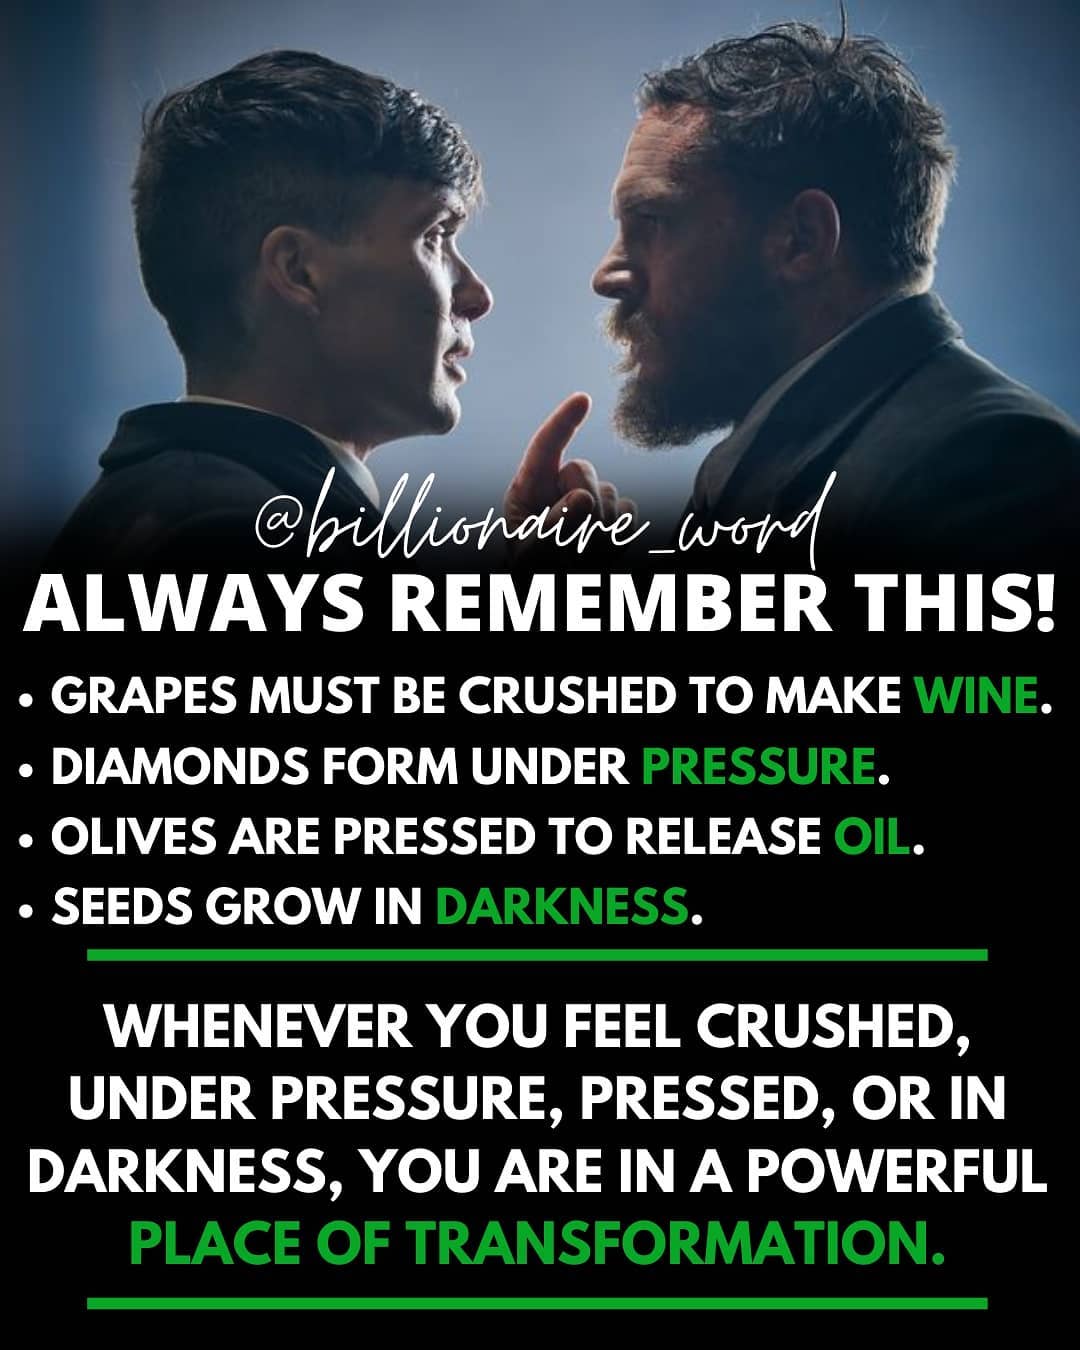 @billionaire_word
ALWAYS REMEMBER THIS!
• GRAPES MUST BE CRUSHED TO MAKE WINE.
• DIAMONDS FORM UNDER PRESSURE.
• OLIVES ARE PRESSED TO RELEASE OIL.
• SEEDS GROW IN DARKNESS.
WHENEVER YOU FEEL CRUSHED,
UNDER PRESSURE, PRESSED, OR IN
DARKNESS, YOU ARE IN A POWERFUL
PLACE OF TRANSFORMATION.